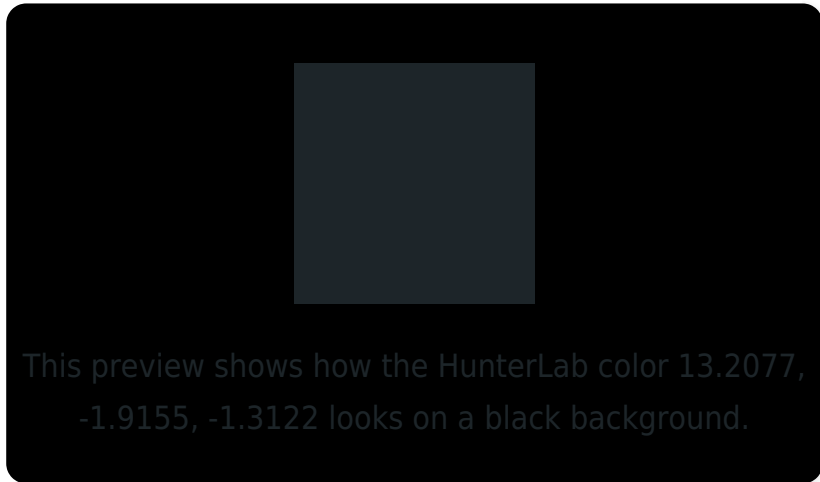 This preview shows how the HunterLab color 13.2077,
-1.9155, -1.3122 looks on a black background.